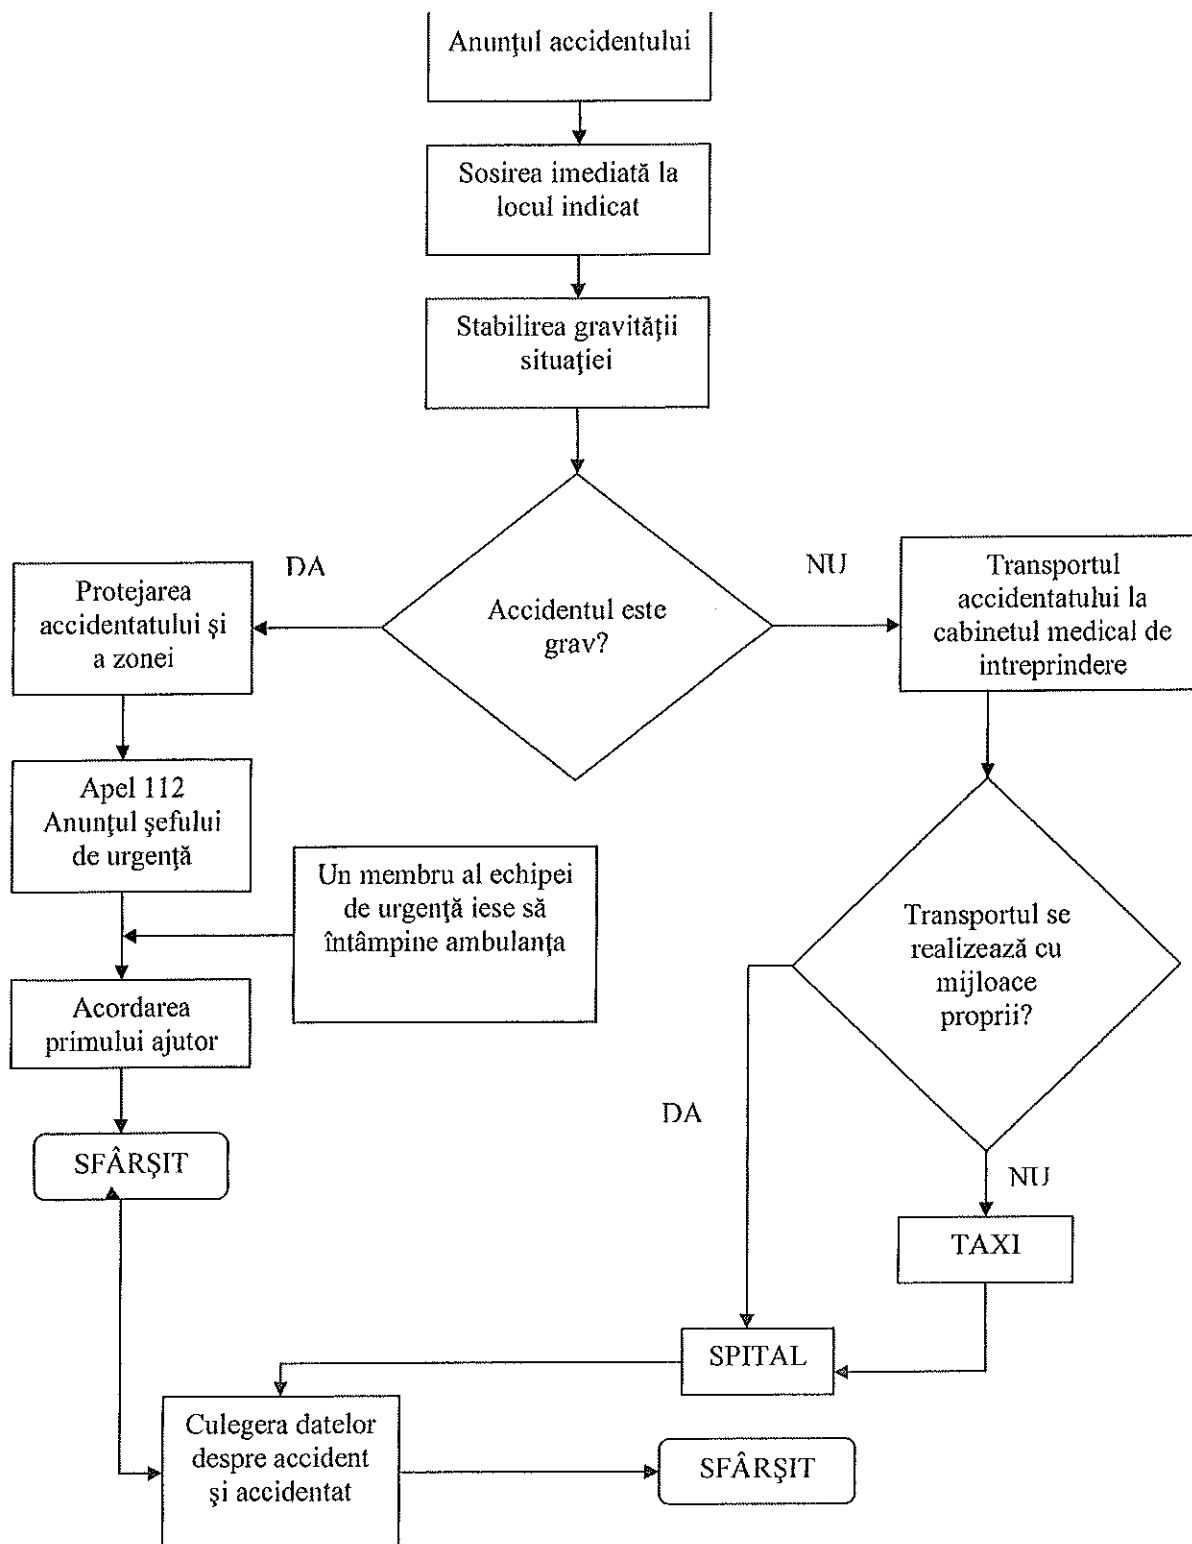 Anunţul accidentului
Sosirea imediată la
locul indicat
Stabilirea gravităţii
situaţiei
DA
NU
Accidentul este
grav?
Protejarea
accidentatului şi
a zonei
Transportul
accidentatului la
cabinetul medical de
intreprindere
Apel 112
Anunţul şefului
de urgenţă
Un membru al echipei
de urgenţă iese să
întâmpine ambulanţa
Transportul se
realizează cu
mijloace
proprii?
Acordarea
primului ajutor
DA
SFÂRŞIT
NU
TAXI
SPITAL
Culegera datelor
despre accident
şi accidentat
SFÂRŞIT